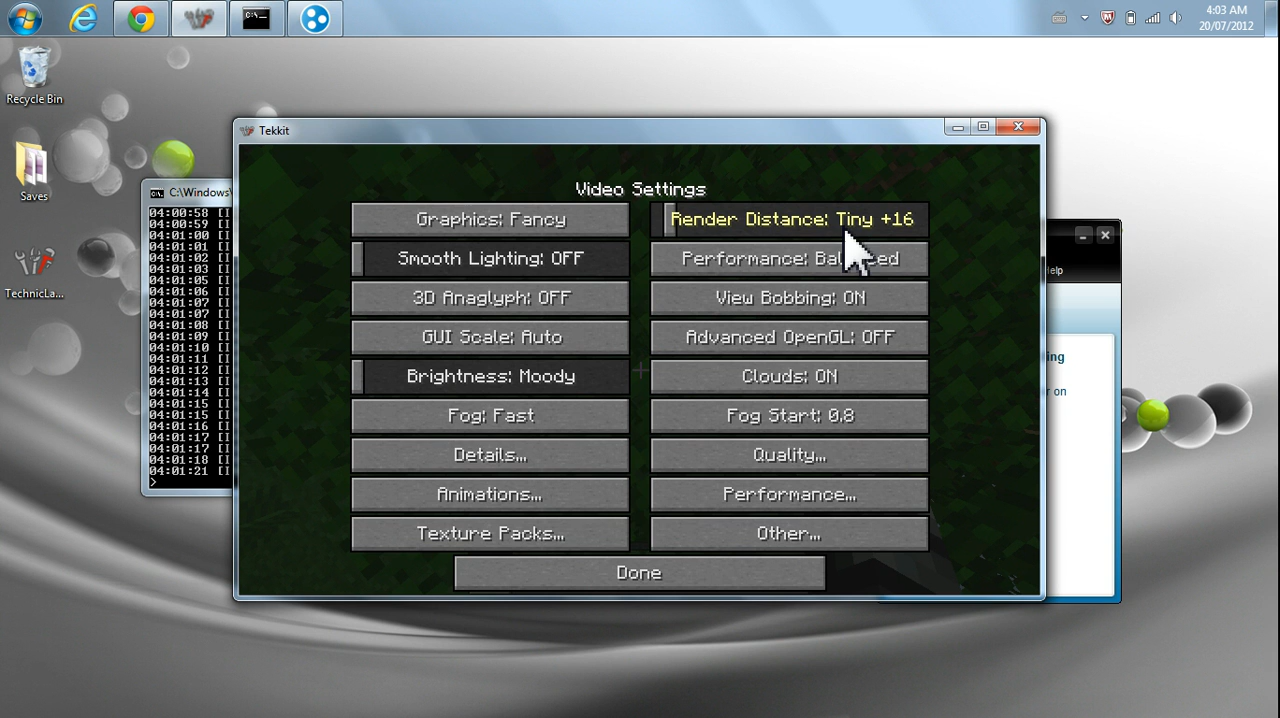 4:03 AM
20/07/2012
Recycle Bin
Saves
TechnicLa...
C:\Windows\
04:00:58 [I
04:00:59 [I
04:01:00 [I
04:01:01 [I
04:01:02 [I
04:01:03 [I
04:01:05 [I
04:01:06 [I
04:01:07 [I
04:01:07 [I
04:01:08 [I
04:01:09 [I
04:01:10 [I
04:01:11 [I
04:01:12 [I
04:01:13 [I
04:01:14 [I
04:01:15 [I
04:01:15 [I
04:01:16 [I
04:01:17 [I
04:01:17 [I
04:01:18 [I
04:01:21 [I
>
Tekkit
Video Settings
Graphics: Fancy
Render Distance: Tiny +16
Smooth Lighting: OFF
Performance: Bal ed
3D Anaglyph: OFF
View Bobbing: ON
GUI Scale: Auto
Advanced OpenGL: OFF
Brightness: Moody
Clouds: ON
Fog: Fast
Fog Start: 0.8
Details...
Quality...
Animations...
Performance...
Texture Packs...
Other...
Done
elp
ing
r on